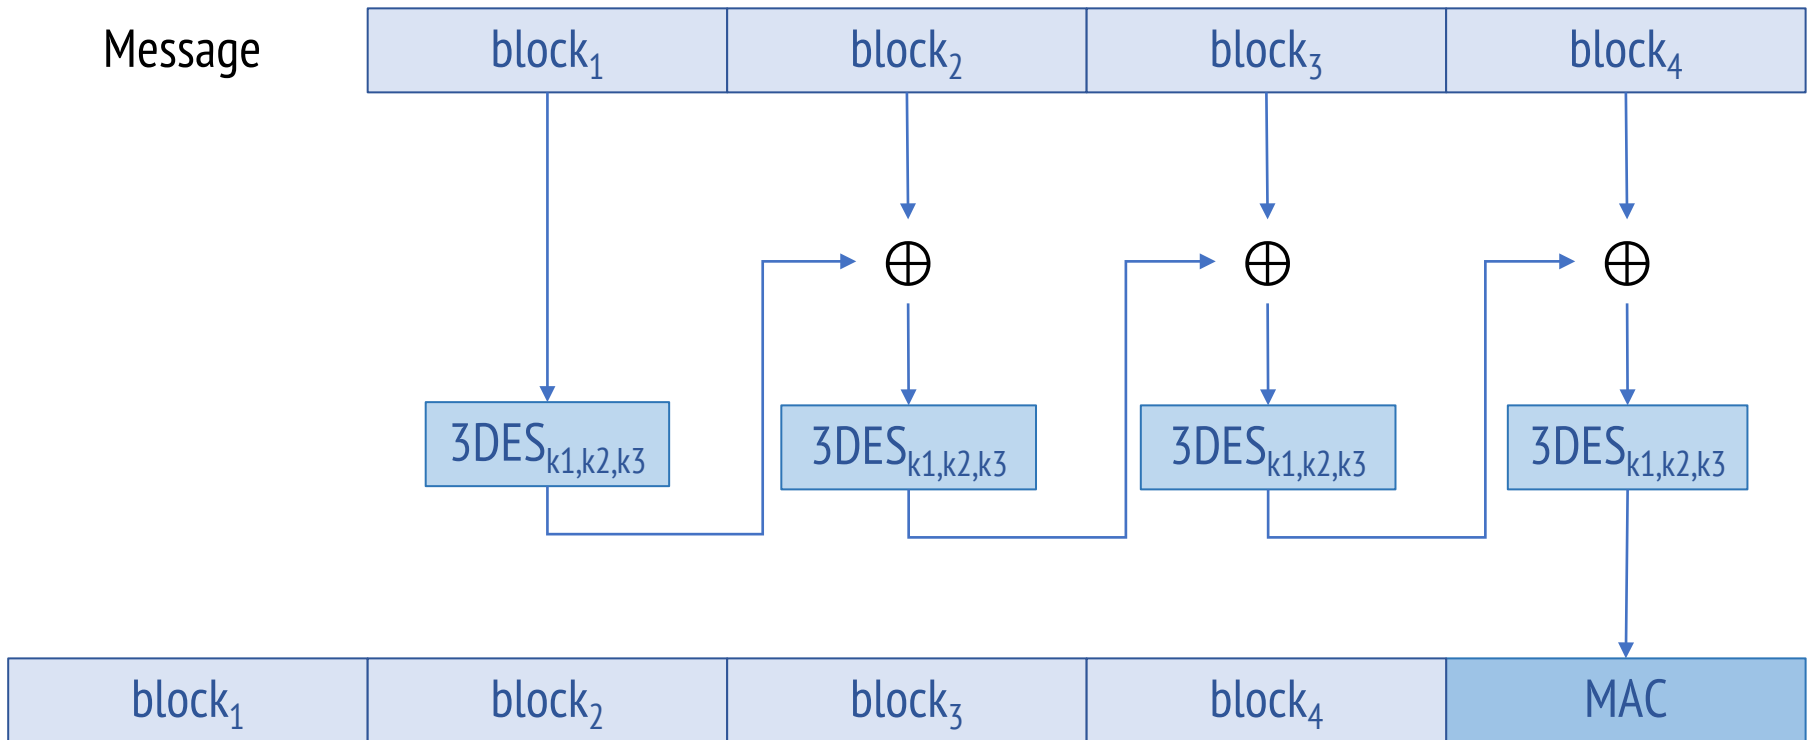 Message block₁ block₂ block₃ block₄
3DESk1,k2,k3 3DESk1,k2,k3 3DESk1,k2,k3 3DESk1,k2,k3
block₁ block₂ block₃ block₄ MAC